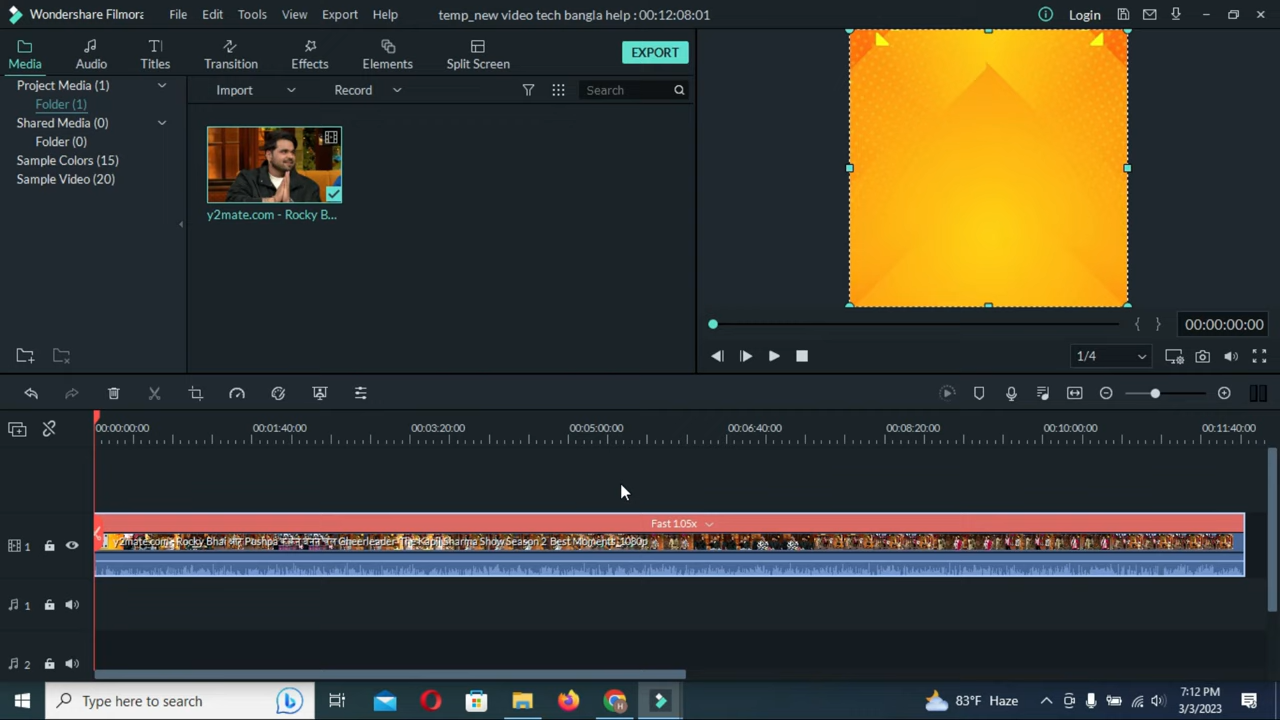 Wondershare Filmora
File
Edit
Tools
View
Export
Help
temp_new video tech bangla help : 00:12:08:01
Login
Media
Audio
Titles
Transition
Effects
Elements
Split Screen
EXPORT
Project Media (1)
Folder (1)
Shared Media (0)
Folder (0)
Sample Colors (15)
Sample Video (20)
Import
Record
Search
y2mate.com - Rocky B...
00:00:00:00
1/4
00:00:00:00
00:01:40:00
00:03:20:00
00:05:00:00
00:06:40:00
00:08:20:00
00:10:00:00
00:11:40:00
Fast 1.05x
y2mate.com - Rocky Bhai Pushpa Cheerleader The Kapil Sharma Show Season 2 Best Moments_1080p
1
1
2
Type here to search
83°F Haze
7:12 PM
3/3/2023